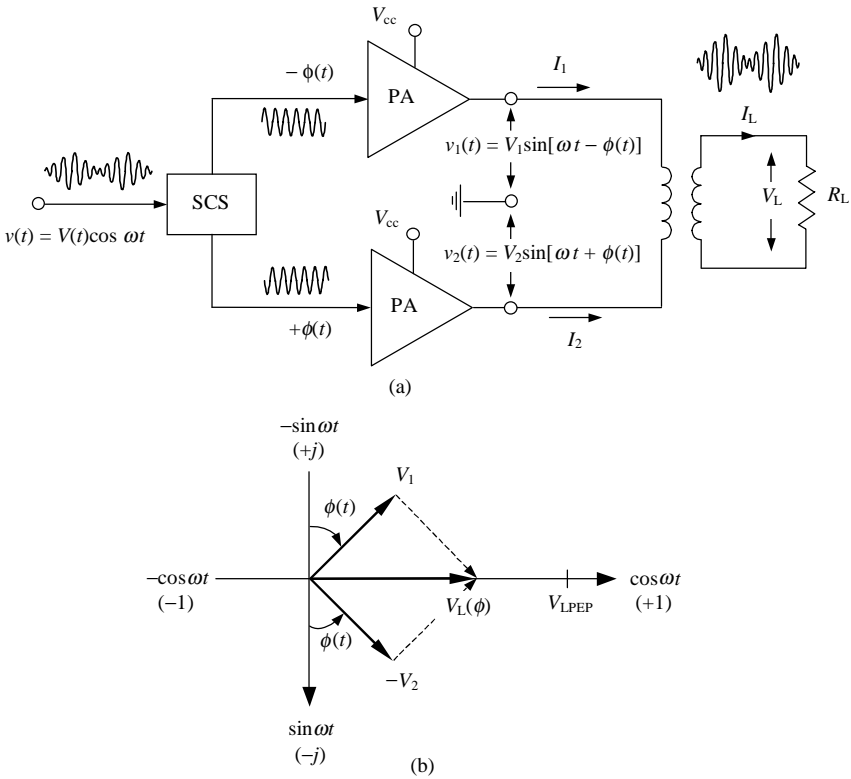 V_cc
− ϕ(t)
PA
I_1
v_1(t) = V_1sin[ωt − ϕ(t)]
I_L
V_L
R_L
SCS
v(t) = V(t)cos ωt
V_cc
v_2(t) = V_2sin[ωt + ϕ(t)]
PA
+ϕ(t)
I_2
(a)
−sinωt
(+j)
V_1
ϕ(t)
−cosωt
(−1)
V_L(ϕ)
V_LPEP
cosωt
(+1)
ϕ(t)
−V_2
sinωt
(−j)
(b)